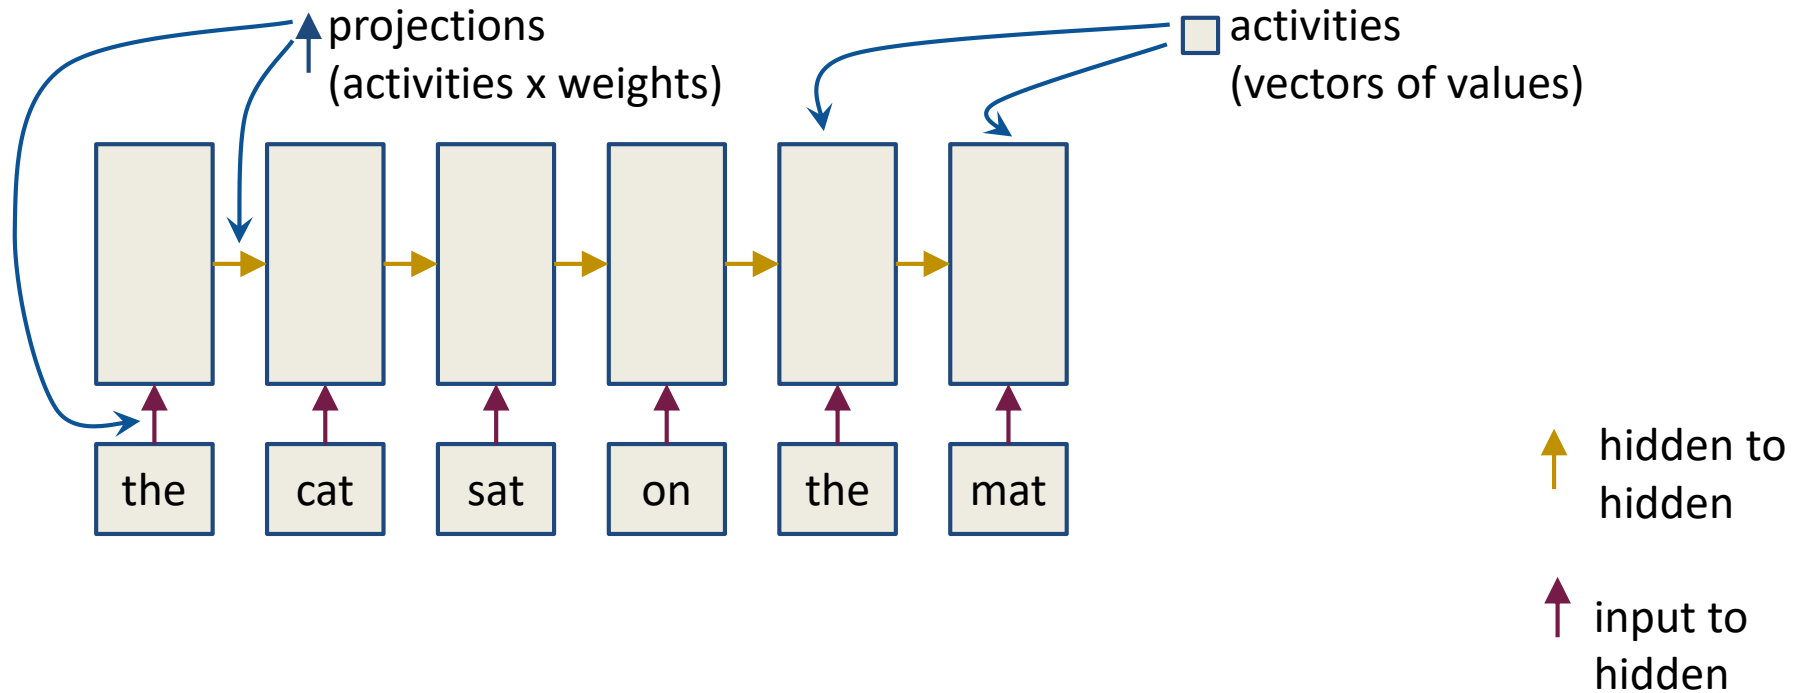 projections
(activities x weights)
activities
(vectors of values)
the
cat
sat
on
the
mat
hidden to
hidden
input to
hidden